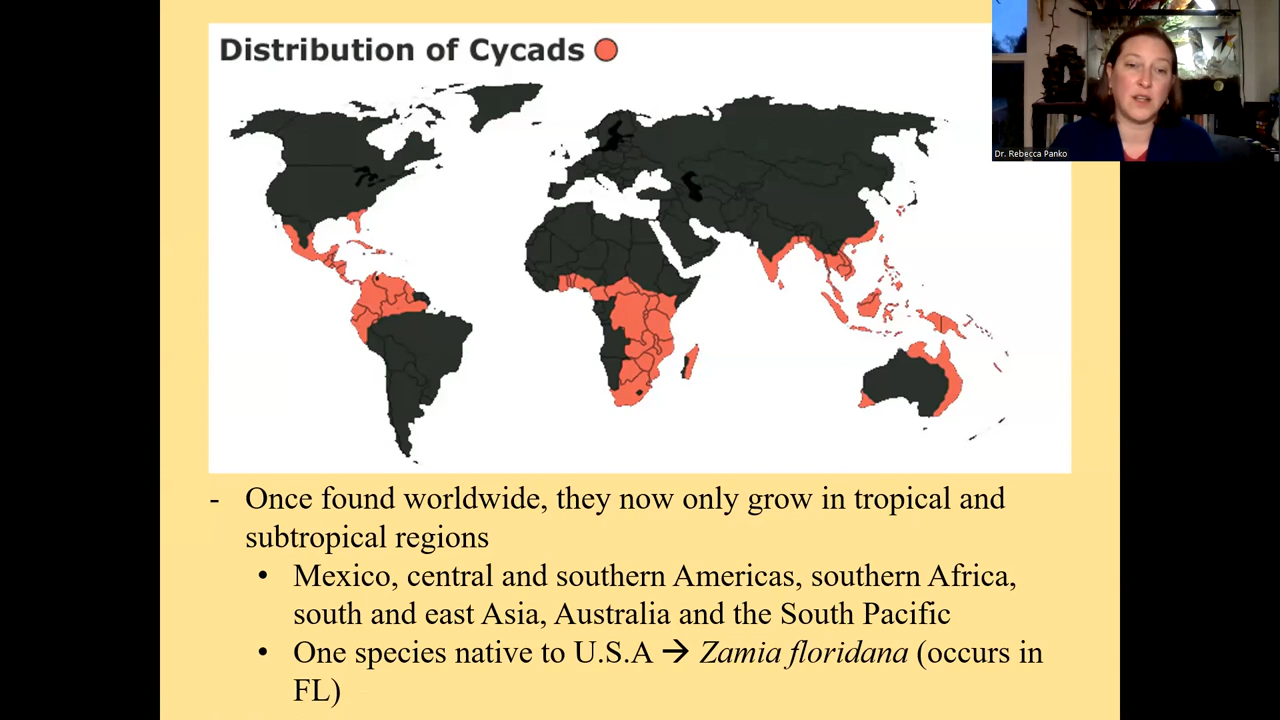 Distribution of Cycads
Dr. Rebecca Panko
- Once found worldwide, they now only grow in tropical and
subtropical regions
• Mexico, central and southern Americas, southern Africa,
south and east Asia, Australia and the South Pacific
• One species native to U.S.A → Zamia floridana (occurs in
FL)